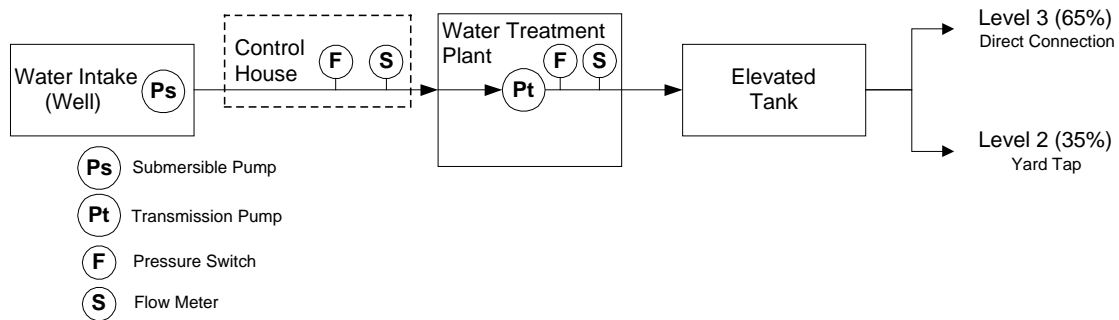 Water Intake
(Well)
Ps
Control
House
F
S
Water Treatment
Plant
Pt
F
S
Elevated
Tank
Level 3 (65%)
Direct Connection
Level 2 (35%)
Yard Tap
Ps Submersible Pump
Pt Transmission Pump
F Pressure Switch
S Flow Meter